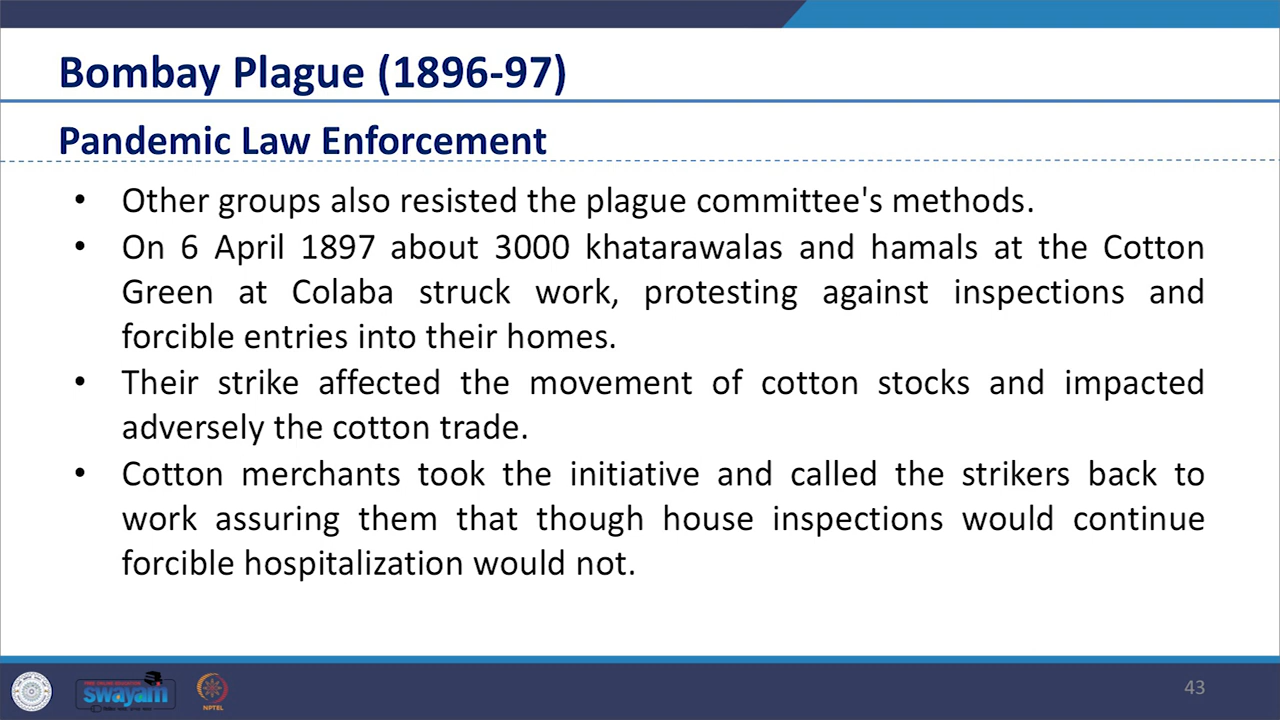 Bombay Plague (1896-97)
Pandemic Law Enforcement
• Other groups also resisted the plague committee's methods.
• On 6 April 1897 about 3000 khatarawalas and hamals at the Cotton
Green at Colaba struck work, protesting against inspections and
forcible entries into their homes.
• Their strike affected the movement of cotton stocks and impacted
adversely the cotton trade.
• Cotton merchants took the initiative and called the strikers back to
work assuring them that though house inspections would continue
forcible hospitalization would not.
swayam
NPTEL
43